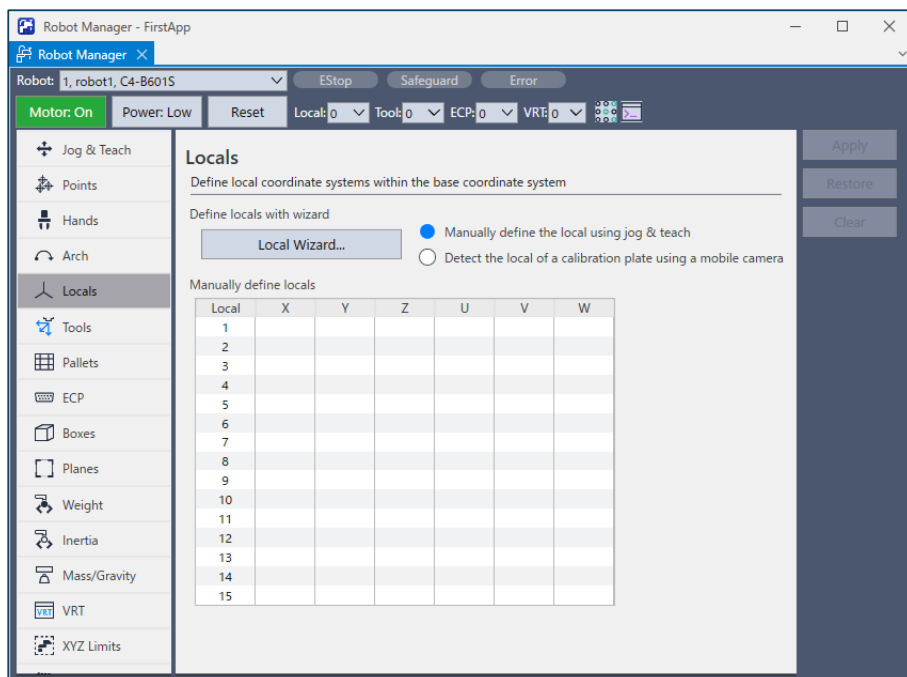 Robot Manager - FirstApp
Robot Manager
Robot: 1, robot1, C4-B601S EStop Safeguard Error
Motor: On Power: Low Reset Local: 0 Tool: 0 ECP: 0 VRT: 0
Jog & Teach
Points
Hands
Arch
Locals
Tools
Pallets
ECP
Boxes
Planes
Weight
Inertia
Mass/Gravity
VRT VRT
XYZ Limits
Locals
Define local coordinate systems within the base coordinate system
Define locals with wizard
Local Wizard...
Manually define the local using jog & teach
Detect the local of a calibration plate using a mobile camera
Manually define locals
Local X Y Z U V W
1
2
3
4
5
6
7
8
9
10
11
12
13
14
15
Apply
Restore
Clear